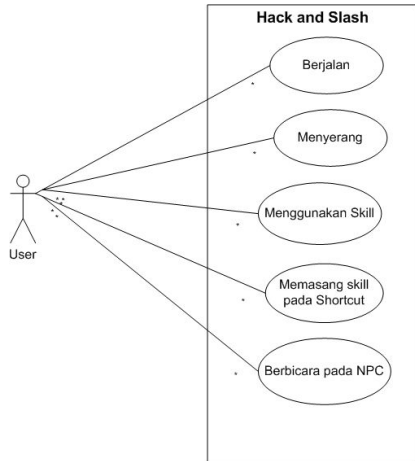 Hack and Slash
Berjalan
*
Menyerang
*
*
*
*
*
User
Menggunakan Skill
*
Memasang skill
pada Shortcut
*
Berbicara pada NPC
*